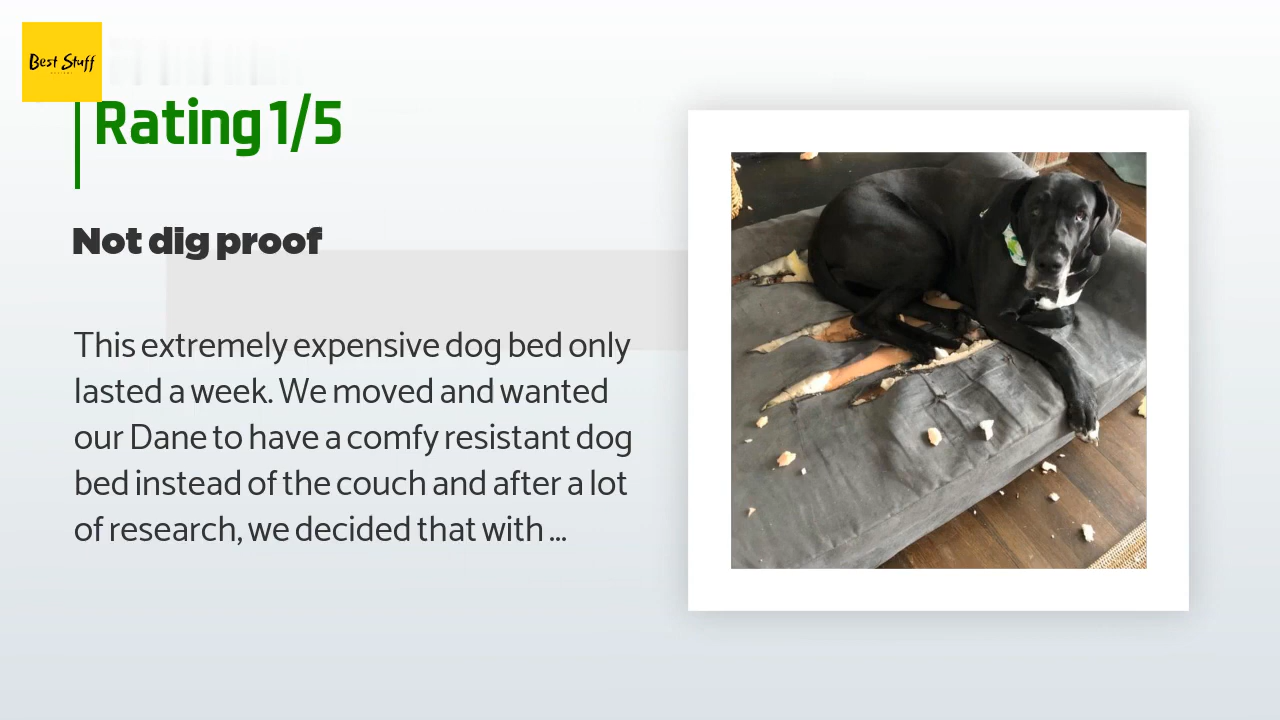 Best Stuff
Rating 1/5
Not dig proof
This extremely expensive dog bed only
lasted a week. We moved and wanted
our Dane to have a comfy resistant dog
bed instead of the couch and after a lot
of research, we decided that with ...